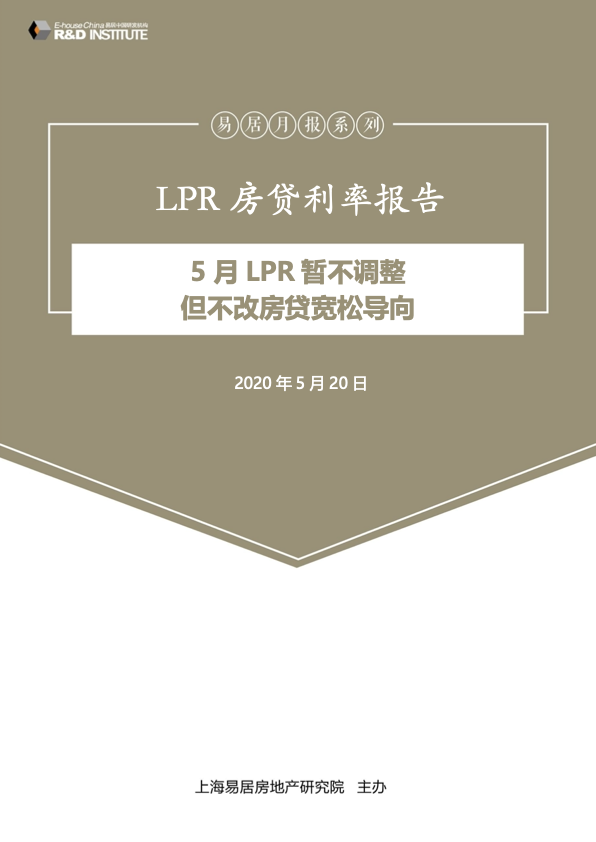 E-house China 易居中国研发机构
R&D INSTITUTE
易居月报系列
LPR 房贷利率报告
5 月 LPR 暂不调整
但不改房贷宽松导向
2020 年 5 月 20 日
上海易居房地产研究院 主办